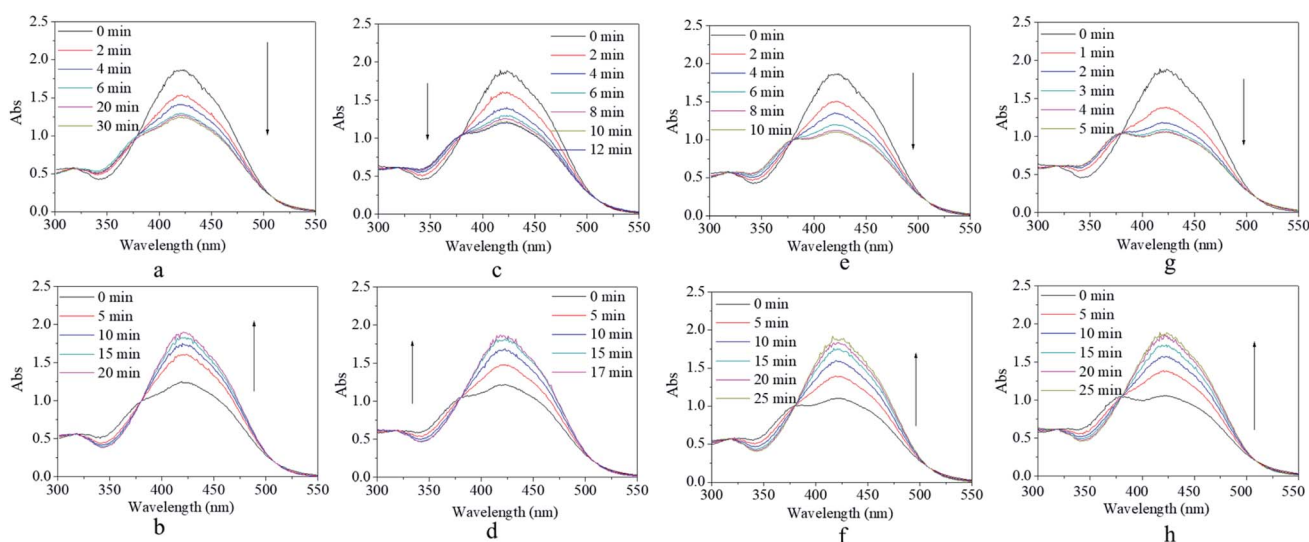 2.5
2.0
1.5
1.0
0.5
0.0
Abs
0 min
2 min
4 min
6 min
20 min
30 min
300 350 400 450 500 550
Wavelength (nm)
a
2.5
2.0
1.5
1.0
0.5
0.0
Abs
0 min
2 min
4 min
6 min
8 min
10 min
12 min
300 350 400 450 500 550
Wavelength (nm)
c
2.5
2.0
1.5
1.0
0.5
0.0
Abs
0 min
2 min
4 min
6 min
8 min
10 min
300 350 400 450 500 550
Wavelength (nm)
e
2.5
2.0
1.5
1.0
0.5
0.0
Abs
0 min
1 min
2 min
3 min
4 min
5 min
300 350 400 450 500 550
Wavelength (nm)
g
2.5
2.0
1.5
1.0
0.5
0.0
Abs
0 min
5 min
10 min
15 min
20 min
300 350 400 450 500 550
Wavelength (nm)
b
2.5
2.0
1.5
1.0
0.5
0.0
Abs
0 min
5 min
10 min
15 min
17 min
300 350 400 450 500 550
Wavelength (nm)
d
2.5
2.0
1.5
1.0
0.5
0.0
Abs
0 min
5 min
10 min
15 min
20 min
25 min
300 350 400 450 500 550
Wavelength (nm)
f
2.5
2.0
1.5
1.0
0.5
0.0
Abs
0 min
5 min
10 min
15 min
20 min
25 min
300 350 400 450 500 550
Wavelength (nm)
h